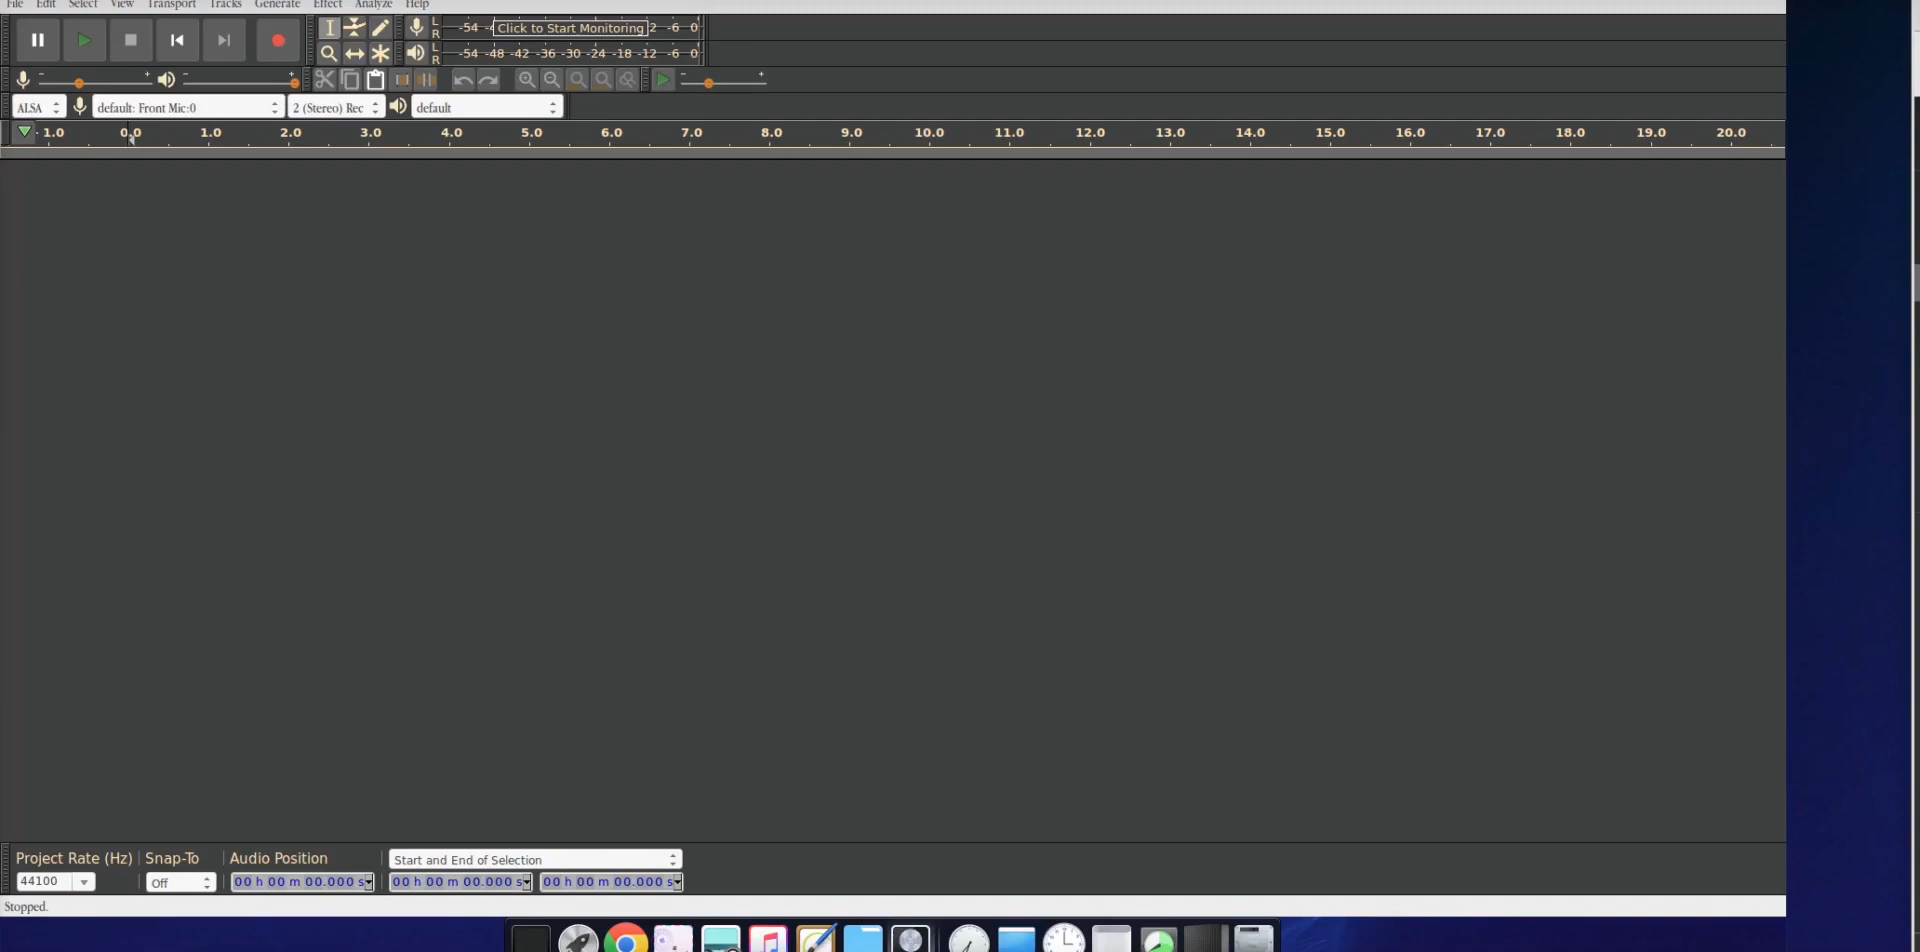 File Edit Select View Transport Tracks Generate Effect Analyze Help
L
-54 -4 Click to Start Monitoring 2 -6 0
R
L
-54 -48 -42 -36 -30 -24 -18 -12 -6 0
R
- + - + - +
ALSA default: Front Mic:0 2 (Stereo) Rec default
- 1.0 0.0 1.0 2.0 3.0 4.0 5.0 6.0 7.0 8.0 9.0 10.0 11.0 12.0 13.0 14.0 15.0 16.0 17.0 18.0 19.0 20.0
Project Rate (Hz) Snap-To Audio Position Start and End of Selection
44100 Off 00 h 00 m 00.000 s 00 h 00 m 00.000 s 00 h 00 m 00.000 s
Stopped.